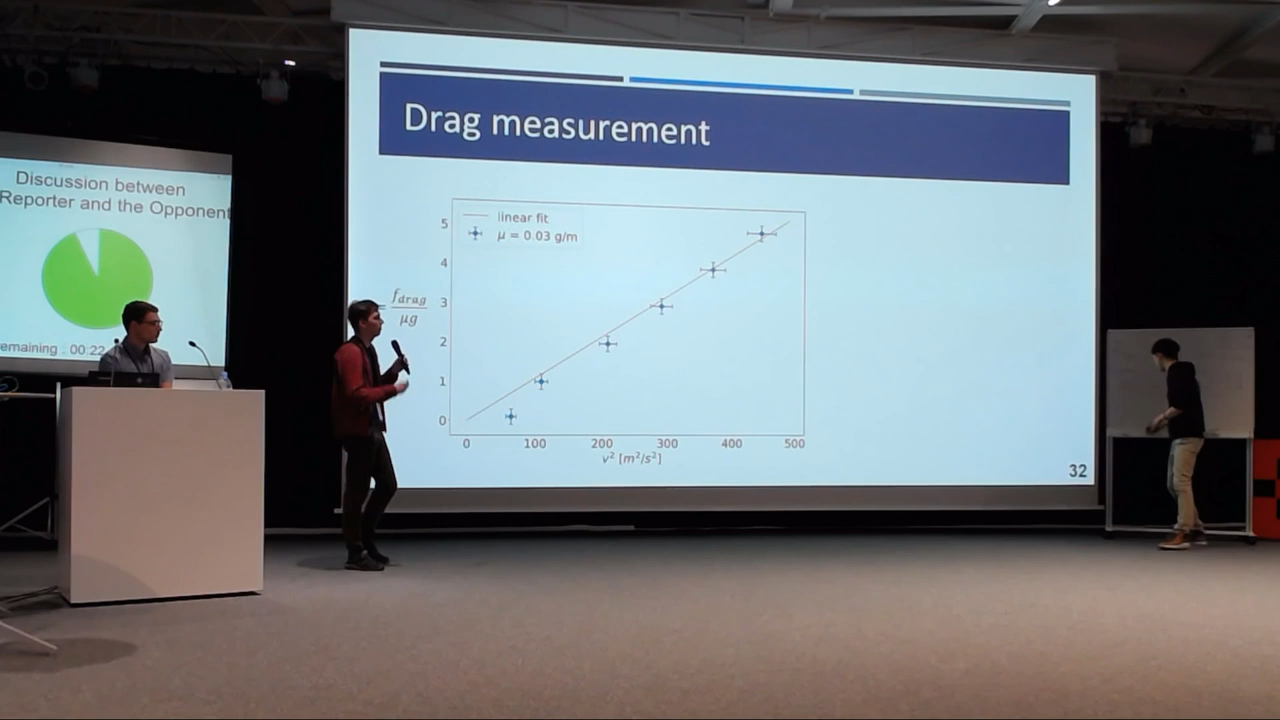 Discussion between
Reporter and the Opponent
emaining : 00:22
Drag measurement
linear fit
μ = 0.03 g/m
= f_drag / μg
5
4
3
2
1
0
0 100 200 300 400 500
v² [m²/s²]
32